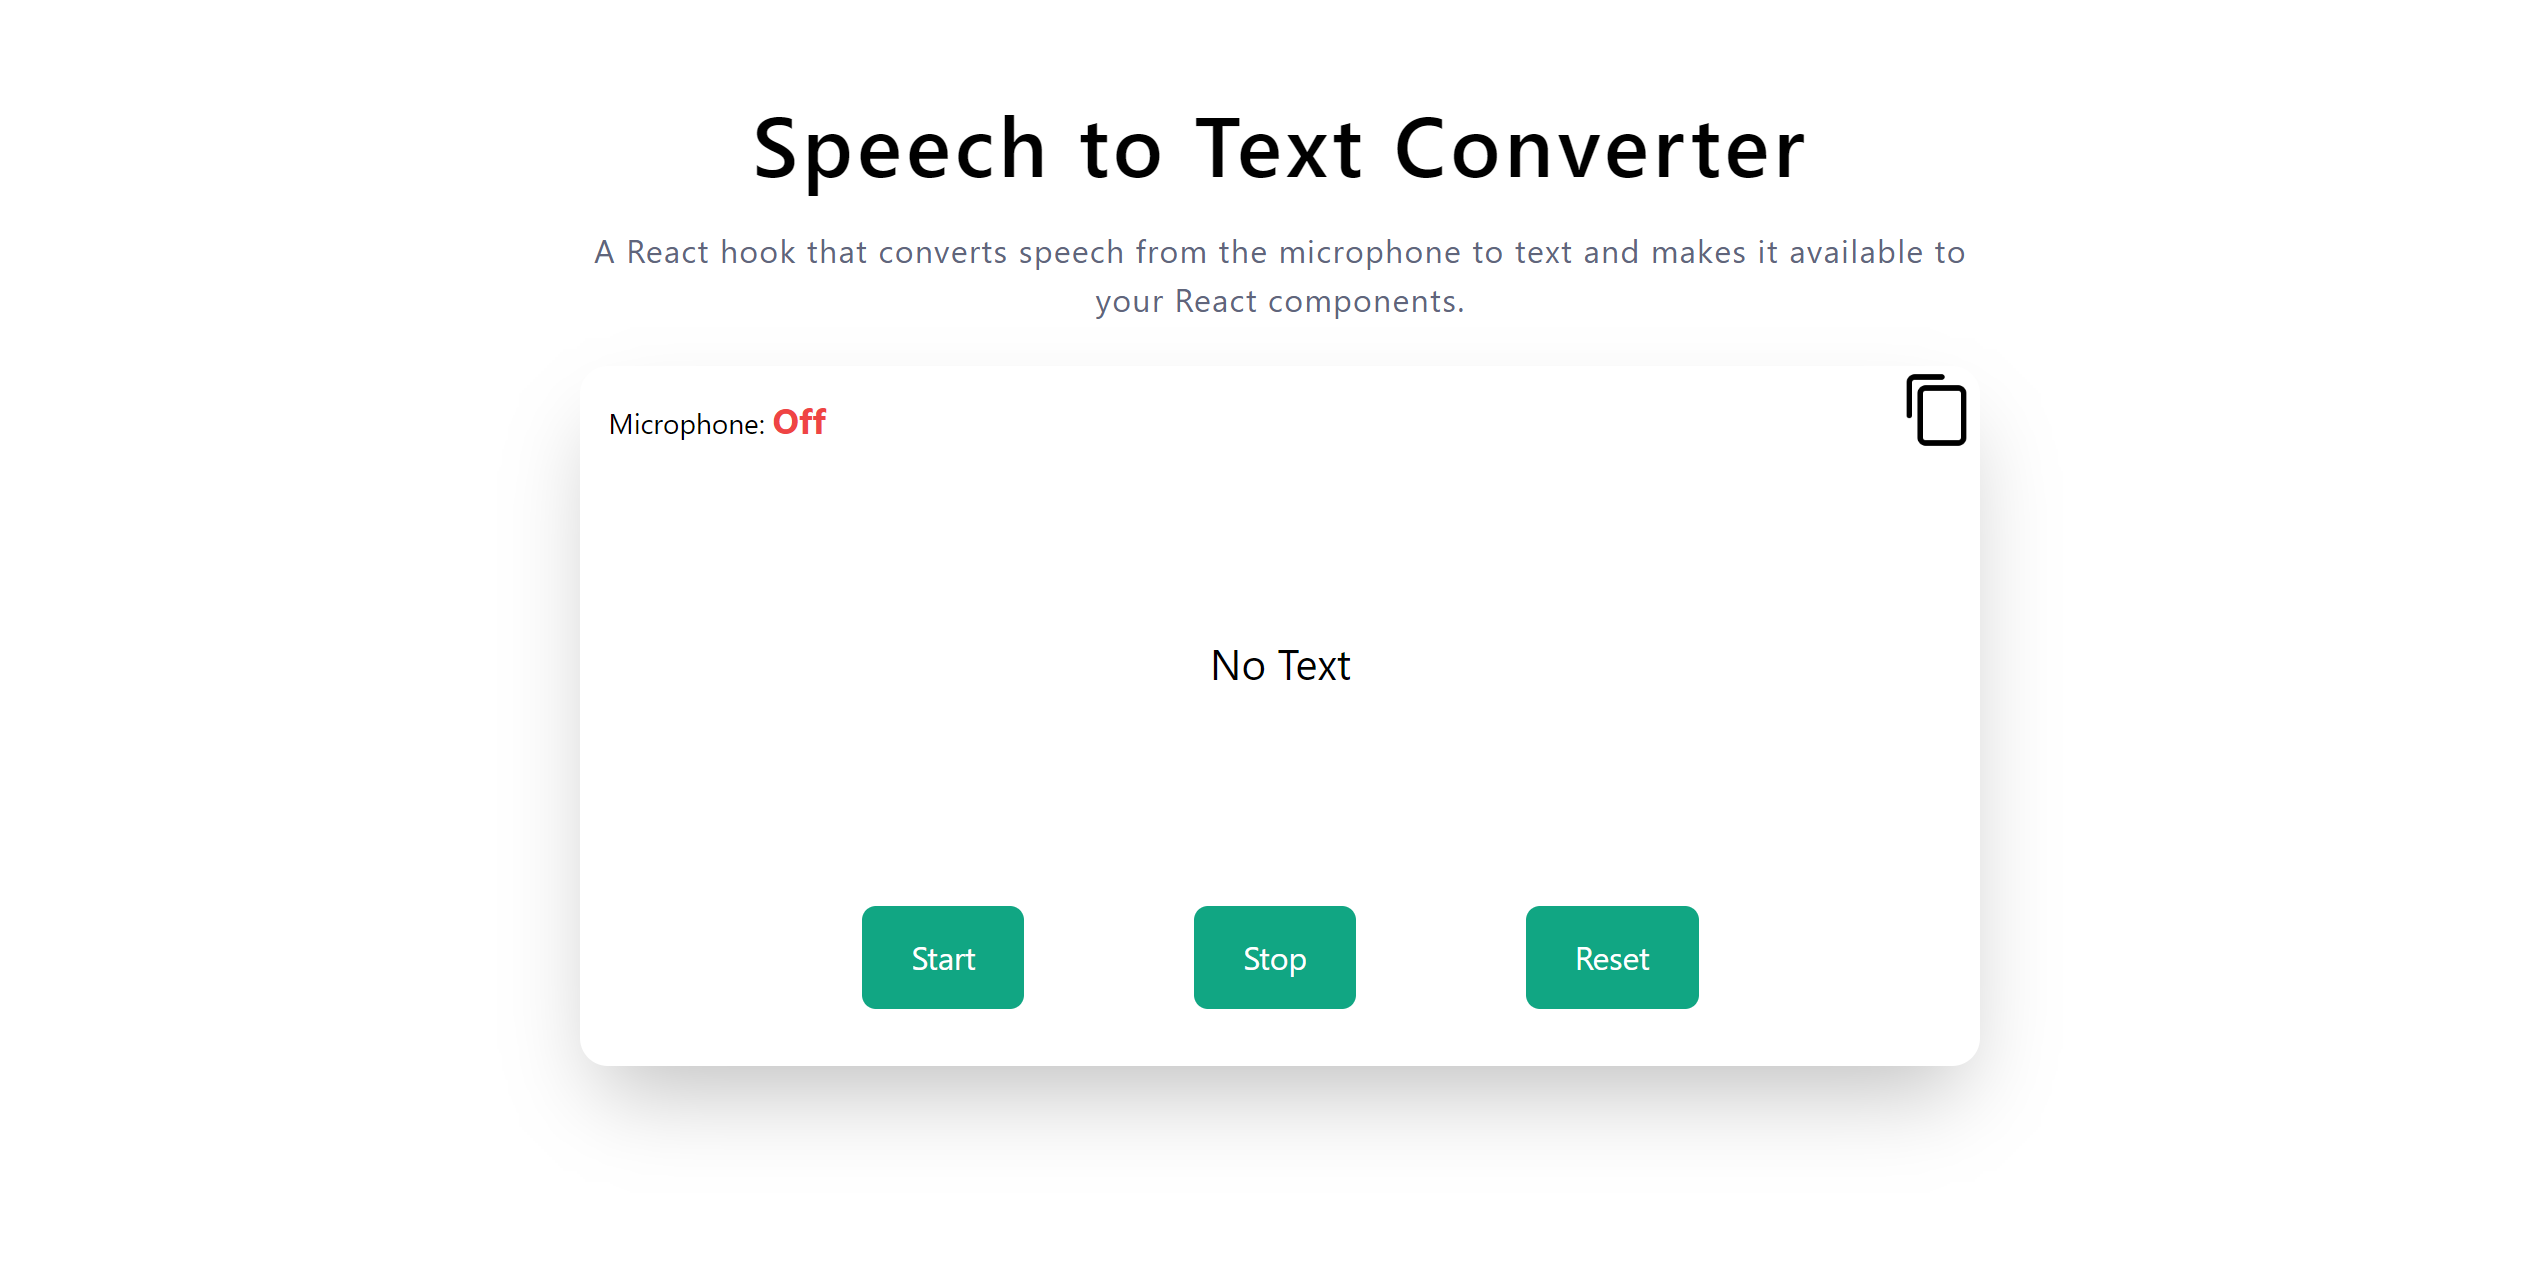 Speech to Text Converter
A React hook that converts speech from the microphone to text and makes it available to
your React components.
Microphone: Off
No Text
Start
Stop
Reset